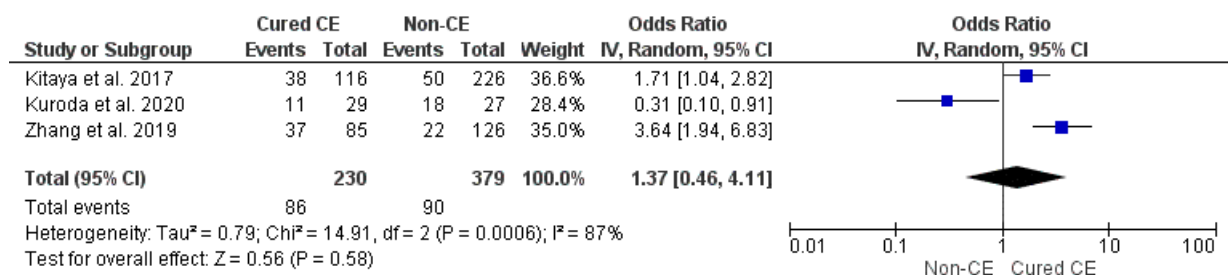 Cured CE Non-CE Odds Ratio Odds Ratio
Study or Subgroup Events Total Events Total Weight IV, Random, 95% CI IV, Random, 95% CI
Kitaya et al. 2017 38 116 50 226 36.6% 1.71 [1.04, 2.82]
Kuroda et al. 2020 11 29 18 27 28.4% 0.31 [0.10, 0.91]
Zhang et al. 2019 37 85 22 126 35.0% 3.64 [1.94, 6.83]
Total (95% CI) 230 379 100.0% 1.37 [0.46, 4.11]
Total events 86 90
Heterogeneity: Tau² = 0.79; Chi² = 14.91, df = 2 (P = 0.0006); I² = 87%
Test for overall effect: Z = 0.56 (P = 0.58)
0.01 0.1 1 10 100
Non-CE Cured CE